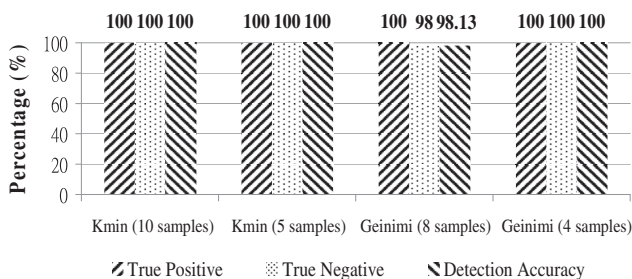 100 100 100 100 100 100 100 98 98.13 100 100 100
Percentage (%)
100
80
60
40
20
0
Kmin (10 samples) Kmin (5 samples) Geinimi (8 samples) Geinimi (4 samples)
True Positive True Negative Detection Accuracy